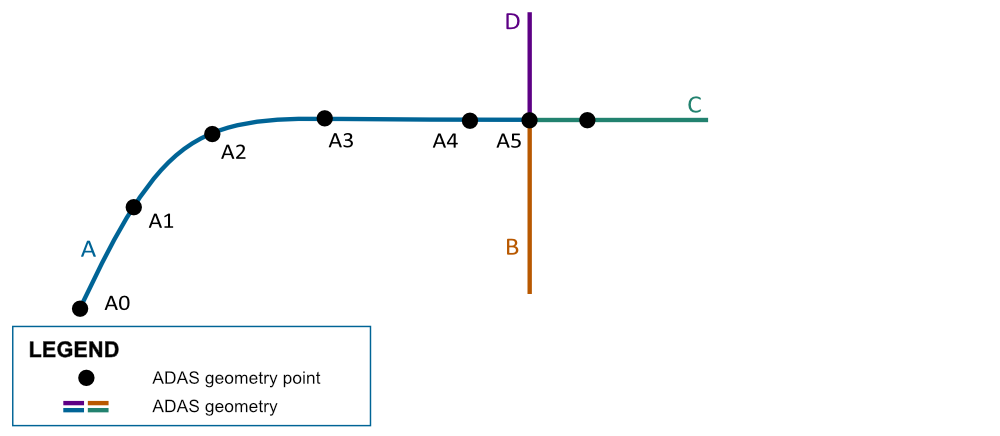 D
C
A3
A4
A5
A2
A1
A
B
A0
LEGEND
ADAS geometry point
ADAS geometry